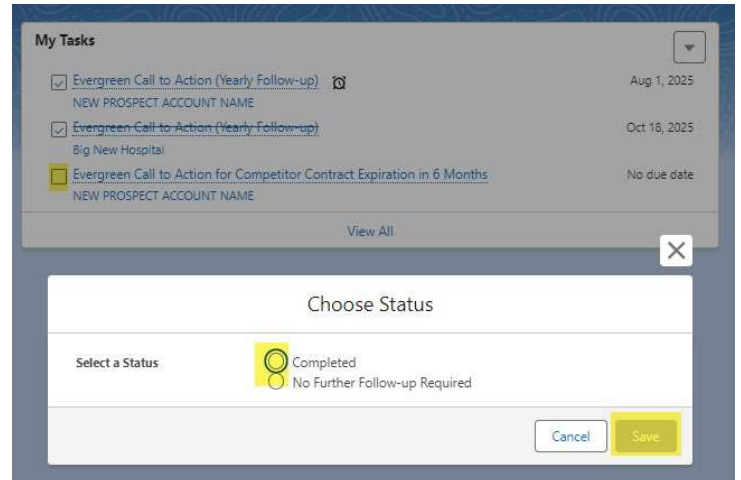 My Tasks
Evergreen Call to Action (Yearly Follow-up) Aug 1, 2025
NEW PROSPECT ACCOUNT NAME
Evergreen Call to Action (Yearly Follow-up) Oct 18, 2025
Big New Hospital
Evergreen Call to Action for Competitor Contract Expiration in 6 Months No due date
NEW PROSPECT ACCOUNT NAME
View All
Choose Status
Select a Status Completed
No Further Follow-up Required
Cancel Save